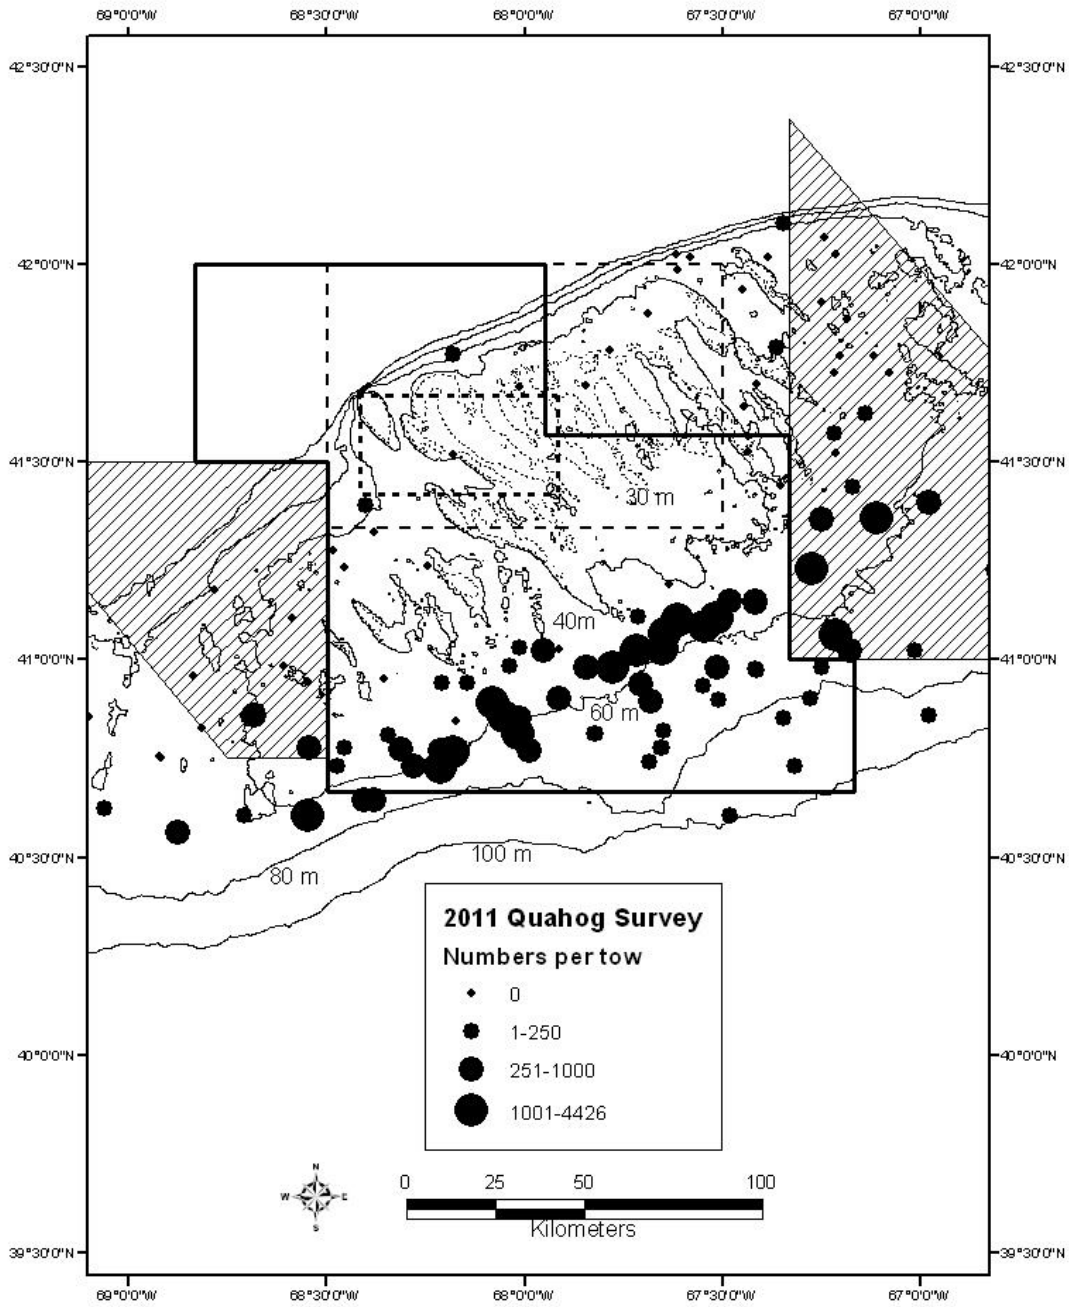 69°0'0"W 68°30'0"W 68°0'0"W 67°30'0"W 67°0'0"W
42°30'0"N 42°30'0"N
42°0'0"N 42°0'0"N
41°30'0"N 41°30'0"N
30 m
40m
41°0'0"N 41°0'0"N
60 m
40°30'0"N 40°30'0"N
100 m
80 m
2011 Quahog Survey
Numbers per tow
0
1-250
251-1000
1001-4426
40°0'0"N 40°0'0"N
N
W E
S
0 25 50 100
Kilometers
39°30'0"N 39°30'0"N
69°0'0"W 68°30'0"W 68°0'0"W 67°30'0"W 67°0'0"W